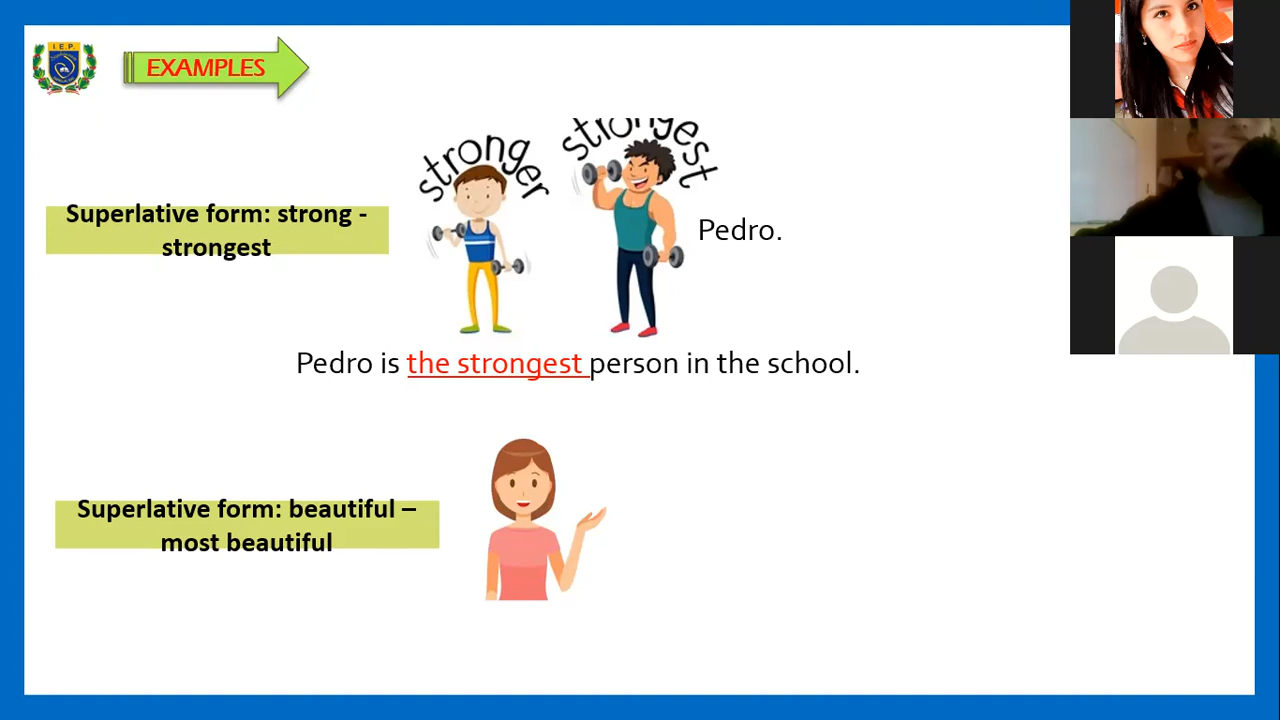 I.E.P.
EXAMPLES
stronger
strongest
Superlative form: strong -
strongest
Pedro.
Pedro is the strongest person in the school.
Superlative form: beautiful –
most beautiful